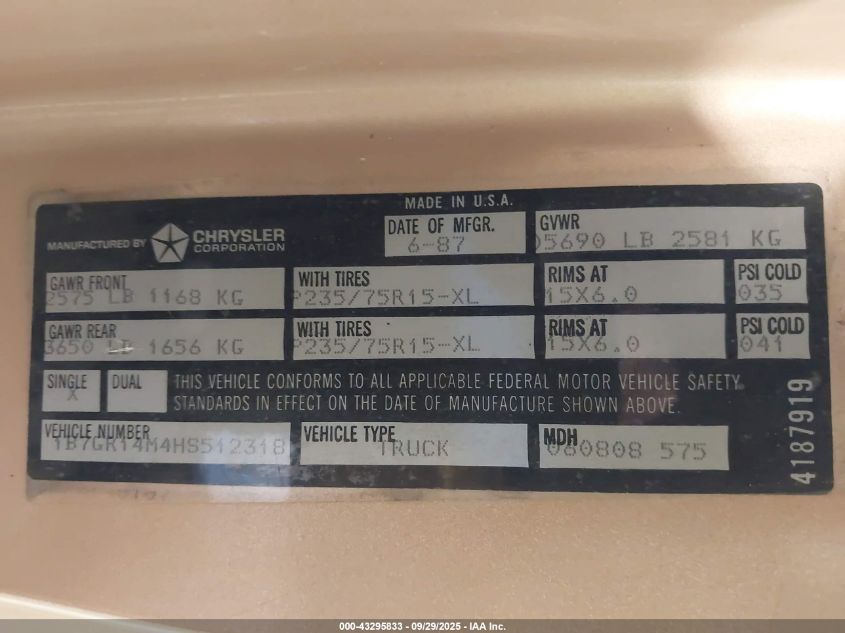 MADE IN U.S.A.
MANUFACTURED BY CHRYSLER CORPORATION
DATE OF MFGR. 6-87
GVWR 05690 LB 2581 KG
GAWR FRONT 2575 LB 1168 KG
WITH TIRES P235/75R15-XL
RIMS AT 15X6.0
PSI COLD 035
GAWR REAR 3650 LB 1656 KG
WITH TIRES P235/75R15-XL
RIMS AT 15X6.0
PSI COLD 041
SINGLE X
DUAL
THIS VEHICLE CONFORMS TO ALL APPLICABLE FEDERAL MOTOR VEHICLE SAFETY
STANDARDS IN EFFECT ON THE DATE OF MANUFACTURE SHOWN ABOVE.
VEHICLE NUMBER 1B7GR14M4HS512318
VEHICLE TYPE TRUCK
MDH 060808 575
4187919
000-43295833 - 09/29/2025 - IAA Inc.